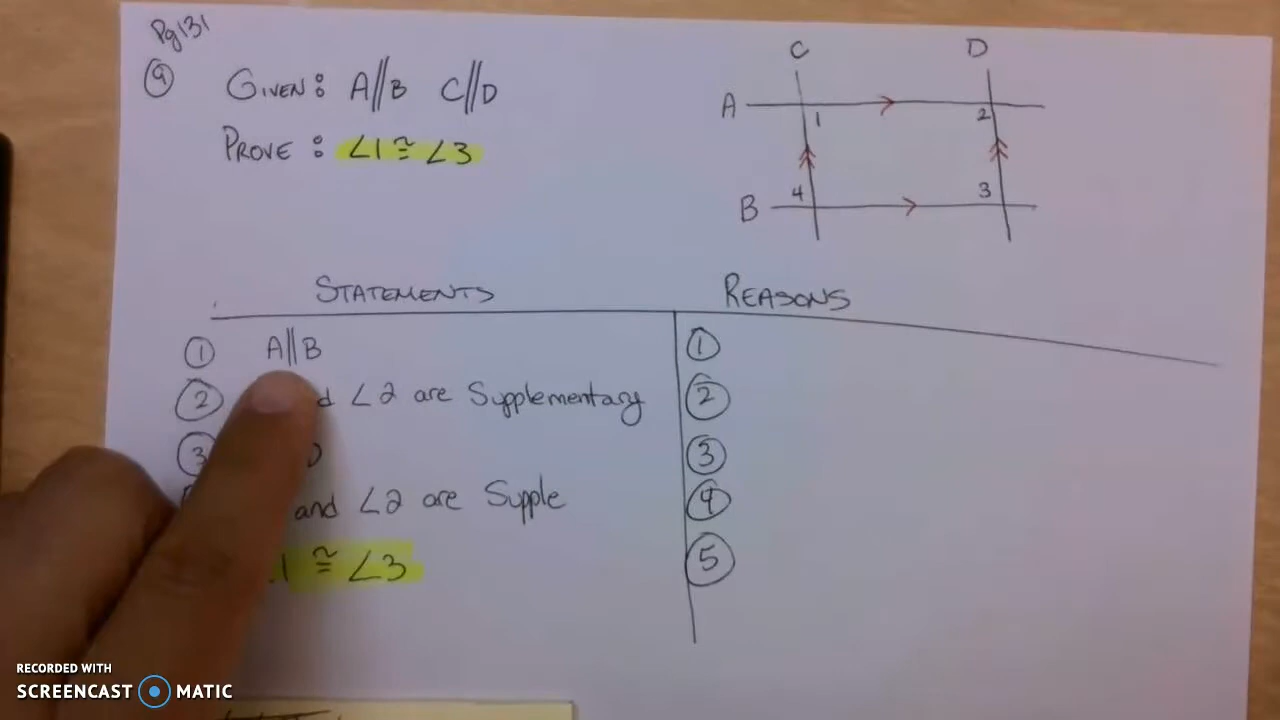 Pg 131
9 GIVEN: A//B C//D
PROVE: ∠1 ≅ ∠3
C D
A 1 2
B 4 3
STATEMENTS REASONS
1 A//B 1
2 ∠2 are Supplementary 2
3 3
and ∠2 are Supple 4
1 ≅ ∠3 5
RECORDED WITH
SCREENCAST MATIC